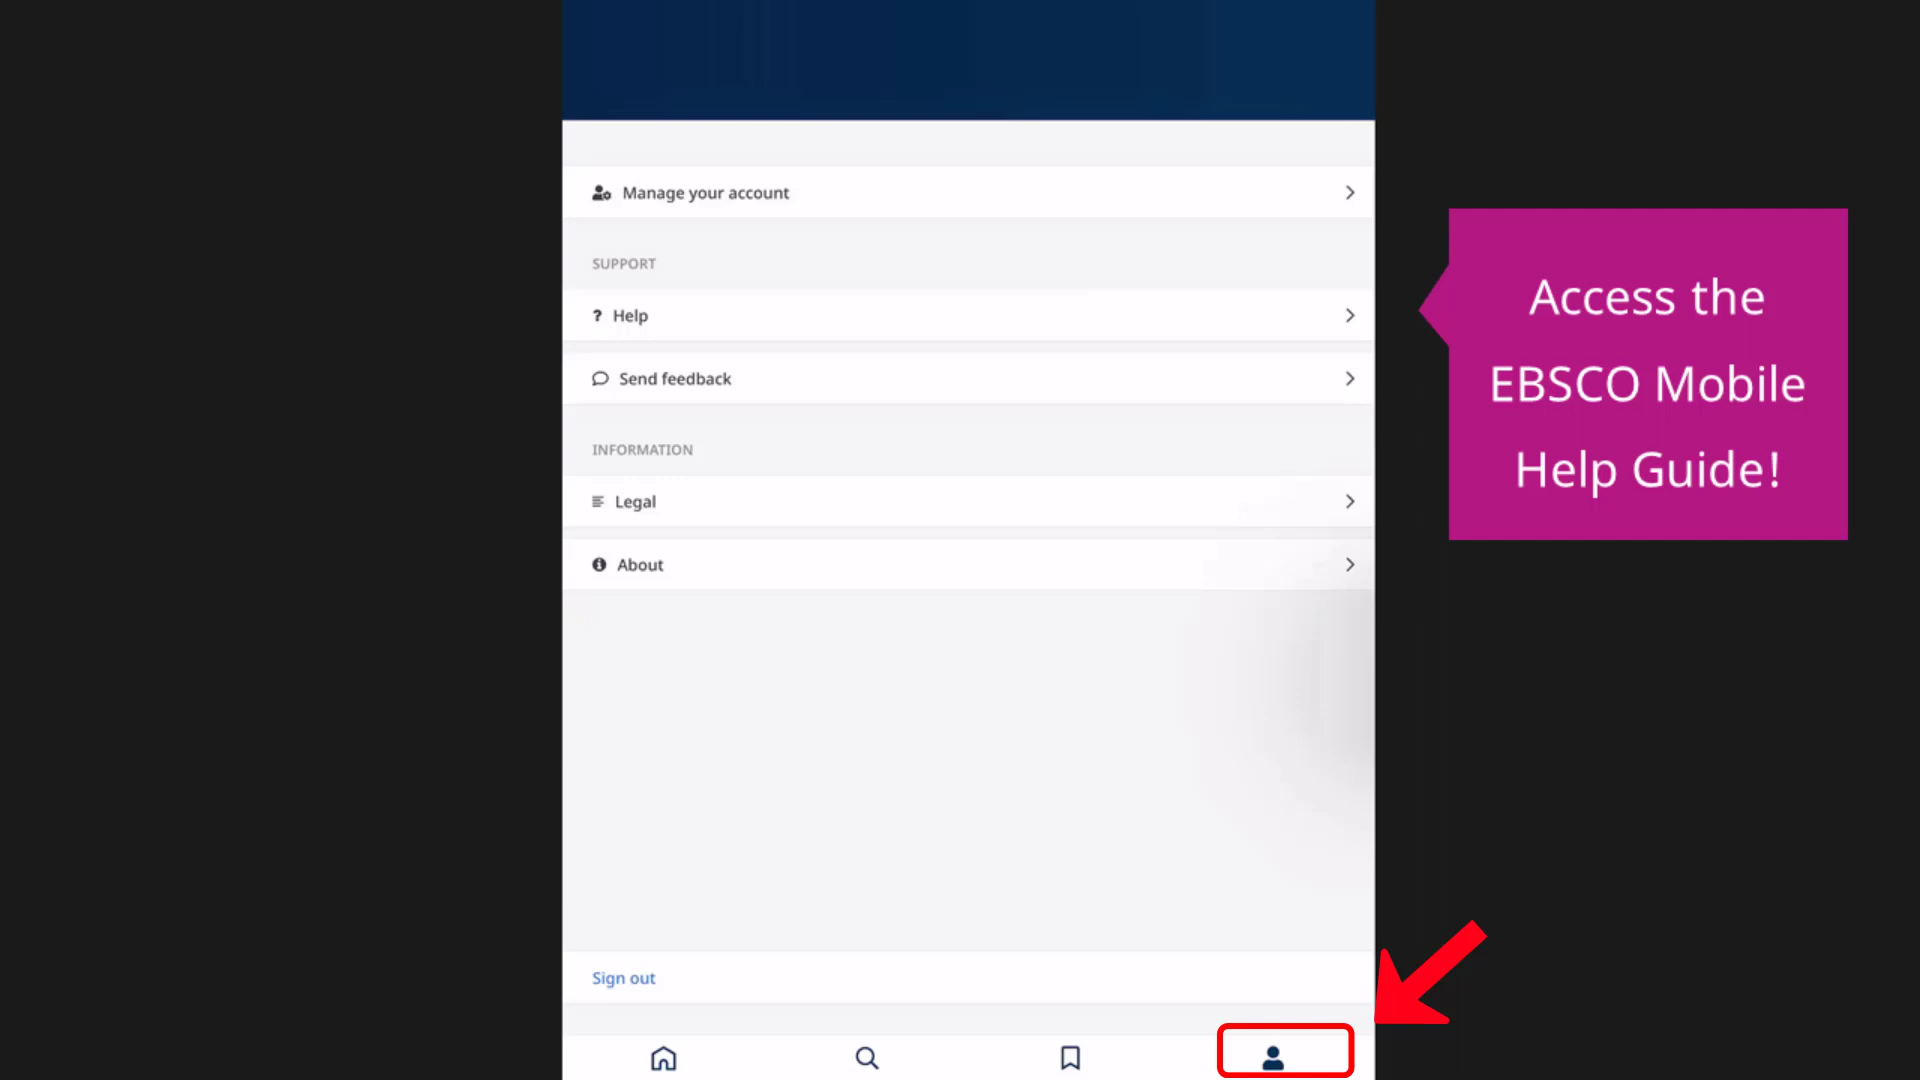 Manage your account
SUPPORT
? Help
Send feedback
INFORMATION
Legal
About
Sign out
Access the
EBSCO Mobile
Help Guide!